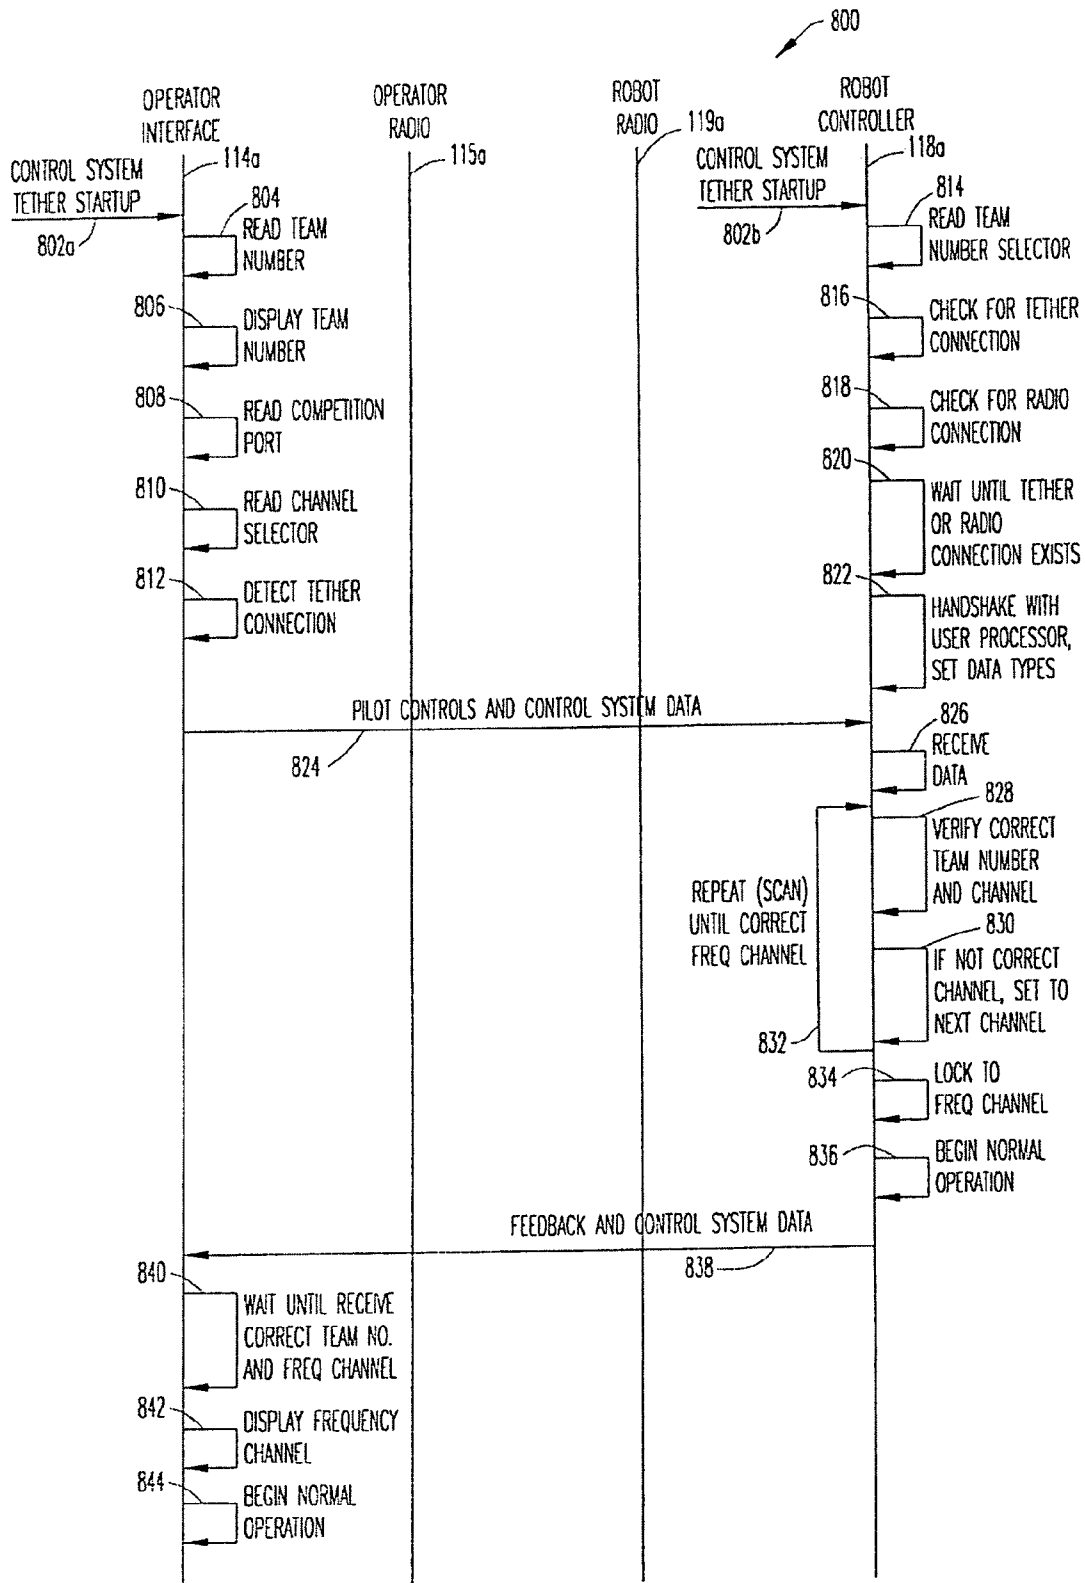 800
OPERATOR
INTERFACE
OPERATOR
RADIO
ROBOT
RADIO
ROBOT
CONTROLLER
114a
115a
119a
118a
CONTROL SYSTEM
TETHER STARTUP
802a
CONTROL SYSTEM
TETHER STARTUP
802b
804
READ TEAM
NUMBER
806
DISPLAY TEAM
NUMBER
808
READ COMPETITION
PORT
810
READ CHANNEL
SELECTOR
812
DETECT TETHER
CONNECTION
814
READ TEAM
NUMBER SELECTOR
816
CHECK FOR TETHER
CONNECTION
818
CHECK FOR RADIO
CONNECTION
820
WAIT UNTIL TETHER
OR RADIO
CONNECTION EXISTS
822
HANDSHAKE WITH
USER PROCESSOR,
SET DATA TYPES
PILOT CONTROLS AND CONTROL SYSTEM DATA
824
826
RECEIVE
DATA
828
VERIFY CORRECT
TEAM NUMBER
AND CHANNEL
REPEAT (SCAN)
UNTIL CORRECT
FREQ CHANNEL
830
IF NOT CORRECT
CHANNEL, SET TO
NEXT CHANNEL
832
834
LOCK TO
FREQ CHANNEL
836
BEGIN NORMAL
OPERATION
FEEDBACK AND CONTROL SYSTEM DATA
838
840
WAIT UNTIL RECEIVE
CORRECT TEAM NO.
AND FREQ CHANNEL
842
DISPLAY FREQUENCY
CHANNEL
844
BEGIN NORMAL
OPERATION